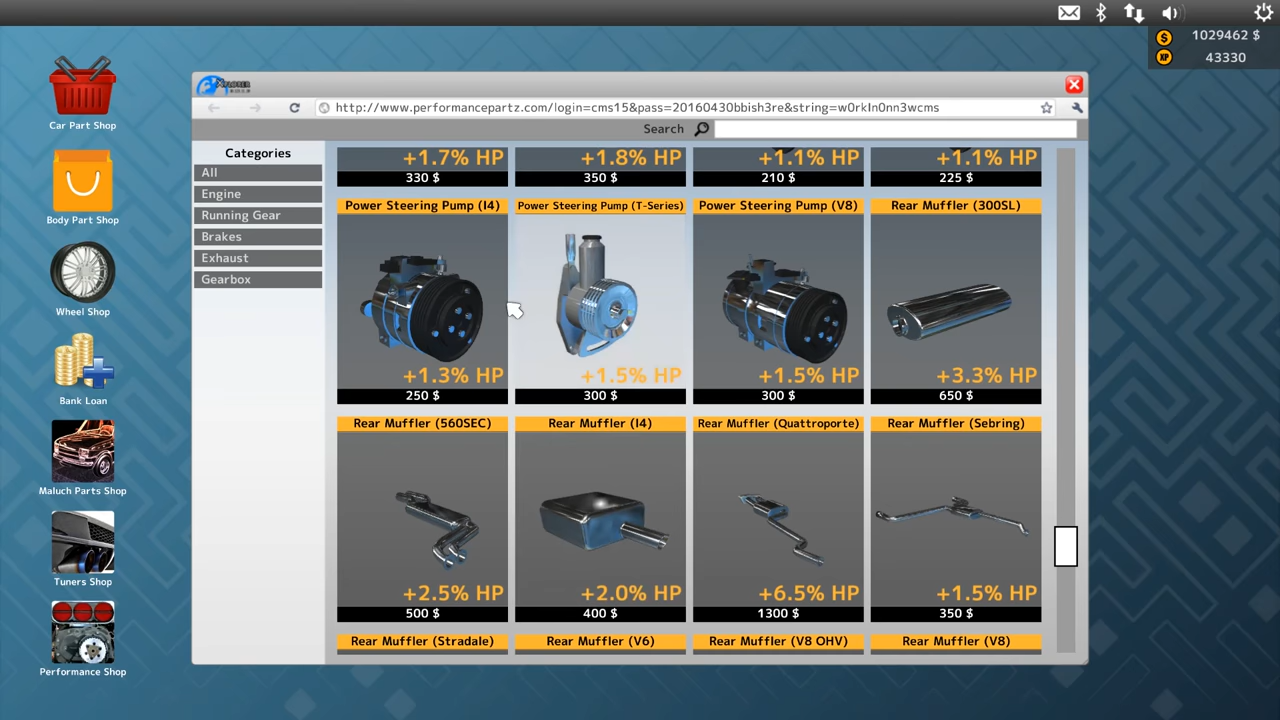 1029462 $
XP 43330
Car Part Shop
Body Part Shop
Wheel Shop
Bank Loan
Maluch Parts Shop
Tuners Shop
Performance Shop
http://www.performancepartz.com/login=cms15&pass=20160430bbish3re&string=w0rkIn0nn3wcms
Search
Categories
All
Engine
Running Gear
Brakes
Exhaust
Gearbox
+1.7% HP +1.8% HP +1.1% HP +1.1% HP
330 $ 350 $ 210 $ 225 $
Power Steering Pump (I4) Power Steering Pump (T-Series) Power Steering Pump (V8) Rear Muffler (300SL)
+1.3% HP +1.5% HP +1.5% HP +3.3% HP
250 $ 300 $ 300 $ 650 $
Rear Muffler (560SEC) Rear Muffler (I4) Rear Muffler (Quattroporte) Rear Muffler (Sebring)
+2.5% HP +2.0% HP +6.5% HP +1.5% HP
500 $ 400 $ 1300 $ 350 $
Rear Muffler (Stradale) Rear Muffler (V6) Rear Muffler (V8 OHV) Rear Muffler (V8)